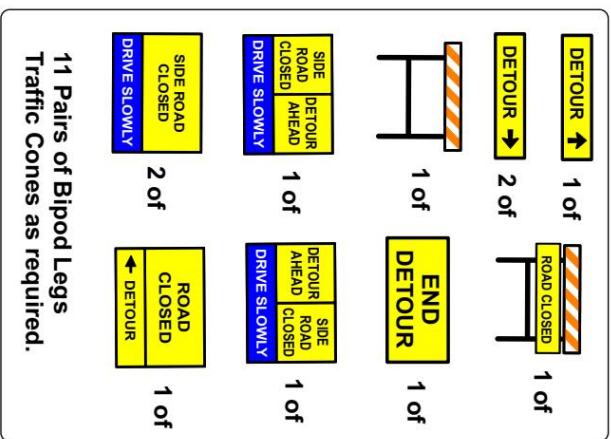 DETOUR ↑
1 of
ROAD CLOSED
1 of
DETOUR →
2 of
END
DETOUR
1 of
1 of
SIDE
ROAD
CLOSED
DETOUR
AHEAD
DRIVE SLOWLY
1 of
DETOUR
AHEAD
SIDE
ROAD
CLOSED
DRIVE SLOWLY
1 of
SIDE ROAD
CLOSED
DRIVE SLOWLY
2 of
ROAD
CLOSED
← DETOUR
1 of
11 Pairs of Bipod Legs
Traffic Cones as required.